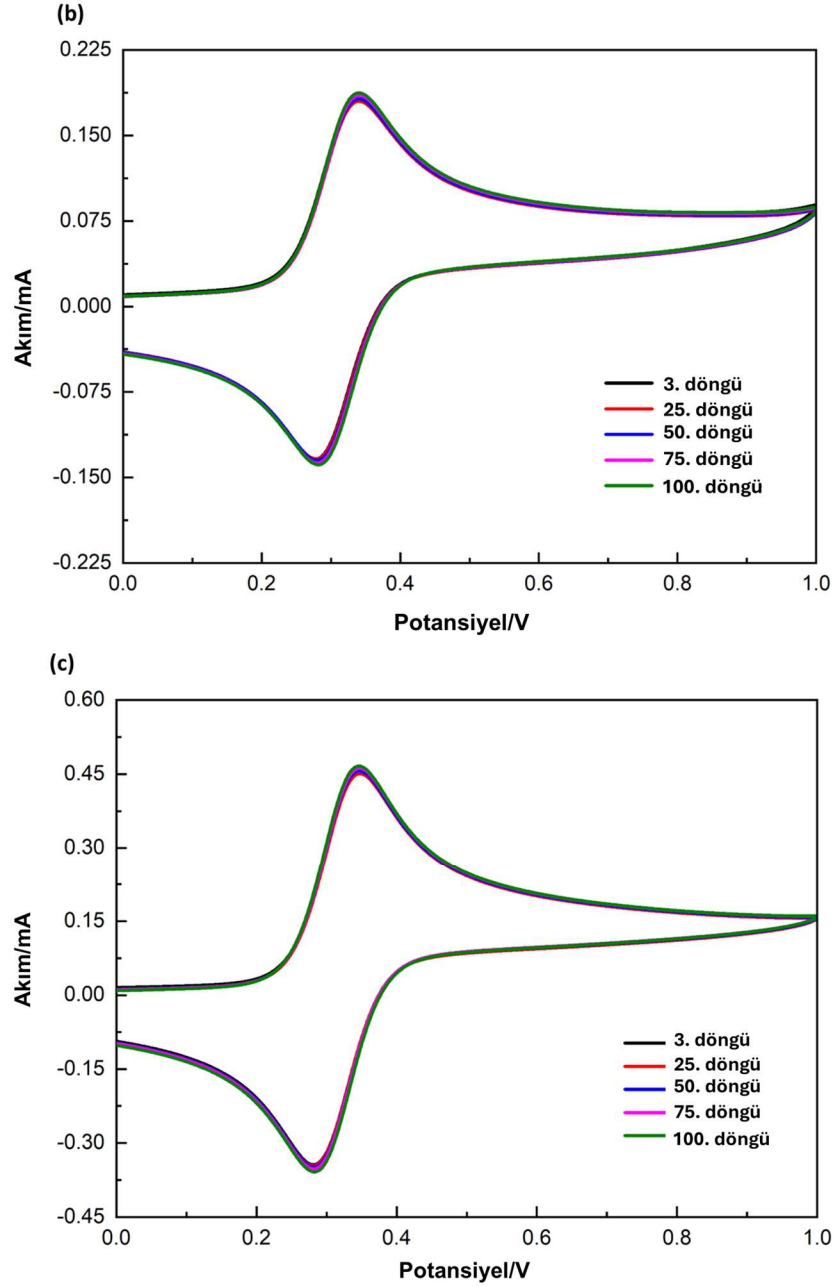 (b)
0.225
0.150
0.075
0.000
-0.075
-0.150
-0.225
Akım/mA
3. döngü
25. döngü
50. döngü
75. döngü
100. döngü
0.0 0.2 0.4 0.6 0.8 1.0
Potansiyel/V
(c)
0.60
0.45
0.30
0.15
0.00
-0.15
-0.30
-0.45
Akım/mA
3. döngü
25. döngü
50. döngü
75. döngü
100. döngü
0.0 0.2 0.4 0.6 0.8 1.0
Potansiyel/V